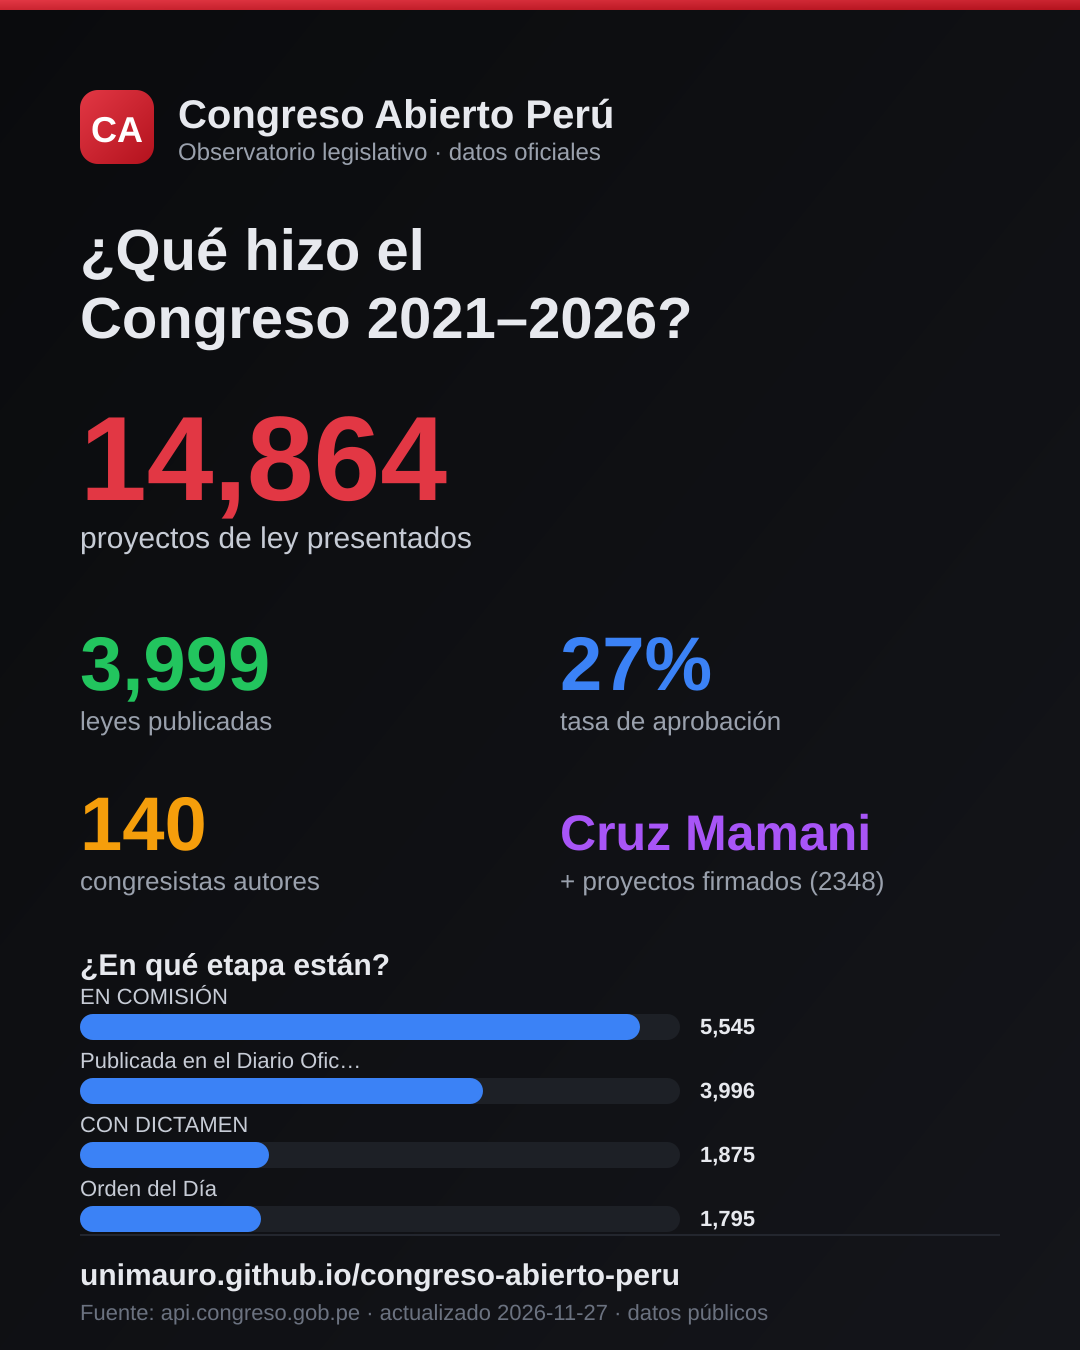 CA
Congreso Abierto Perú
Observatorio legislativo · datos oficiales
¿Qué hizo el
Congreso 2021–2026?
14,864
proyectos de ley presentados
3,999
leyes publicadas
27%
tasa de aprobación
140
congresistas autores
Cruz Mamani
+ proyectos firmados (2348)
¿En qué etapa están?
EN COMISIÓN
5,545
Publicada en el Diario Ofic…
3,996
CON DICTAMEN
1,875
Orden del Día
1,795
unimauro.github.io/congreso-abierto-peru
Fuente: api.congreso.gob.pe · actualizado 2026-11-27 · datos públicos